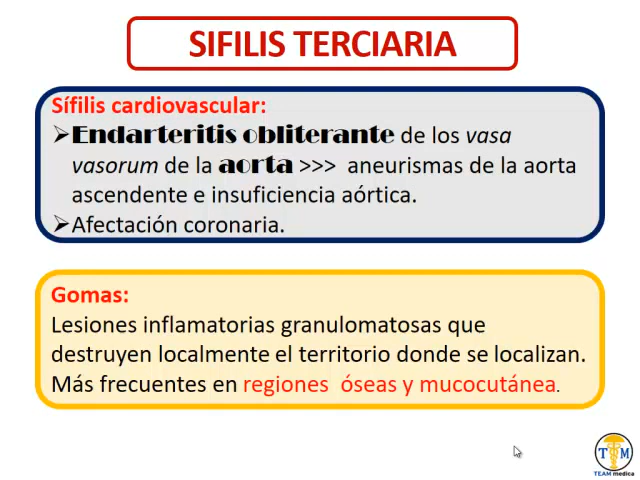 SIFILIS TERCIARIA
Sífilis cardiovascular:
➢Endarteritis obliterante de los vasa
vasorum de la aorta >>> aneurismas de la aorta
ascendente e insuficiencia aórtica.
➢Afectación coronaria.
Gomas:
Lesiones inflamatorias granulomatosas que
destruyen localmente el territorio donde se localizan.
Más frecuentes en regiones óseas y mucocutánea.
T M
TEAM medica